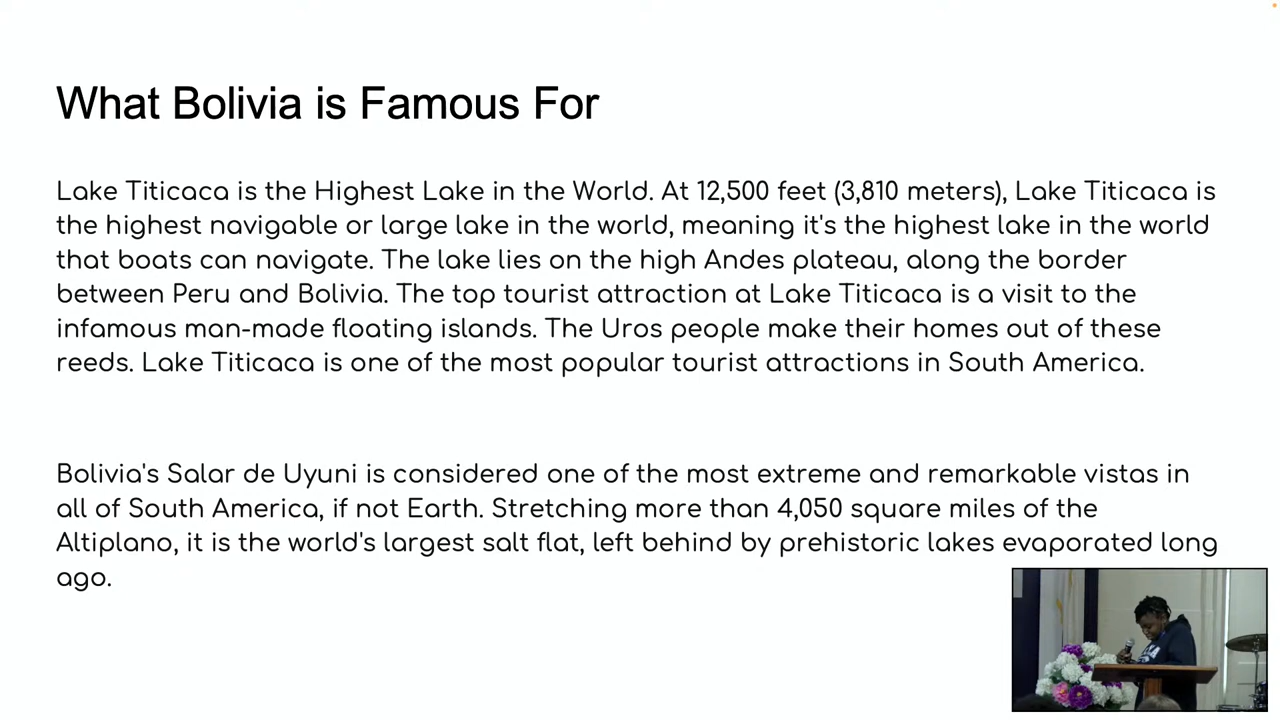 What Bolivia is Famous For
Lake Titicaca is the Highest Lake in the World. At 12,500 feet (3,810 meters), Lake Titicaca is
the highest navigable or large lake in the world, meaning it's the highest lake in the world
that boats can navigate. The lake lies on the high Andes plateau, along the border
between Peru and Bolivia. The top tourist attraction at Lake Titicaca is a visit to the
infamous man-made floating islands. The Uros people make their homes out of these
reeds. Lake Titicaca is one of the most popular tourist attractions in South America.
Bolivia's Salar de Uyuni is considered one of the most extreme and remarkable vistas in
all of South America, if not Earth. Stretching more than 4,050 square miles of the
Altiplano, it is the world's largest salt flat, left behind by prehistoric lakes evaporated long
ago.